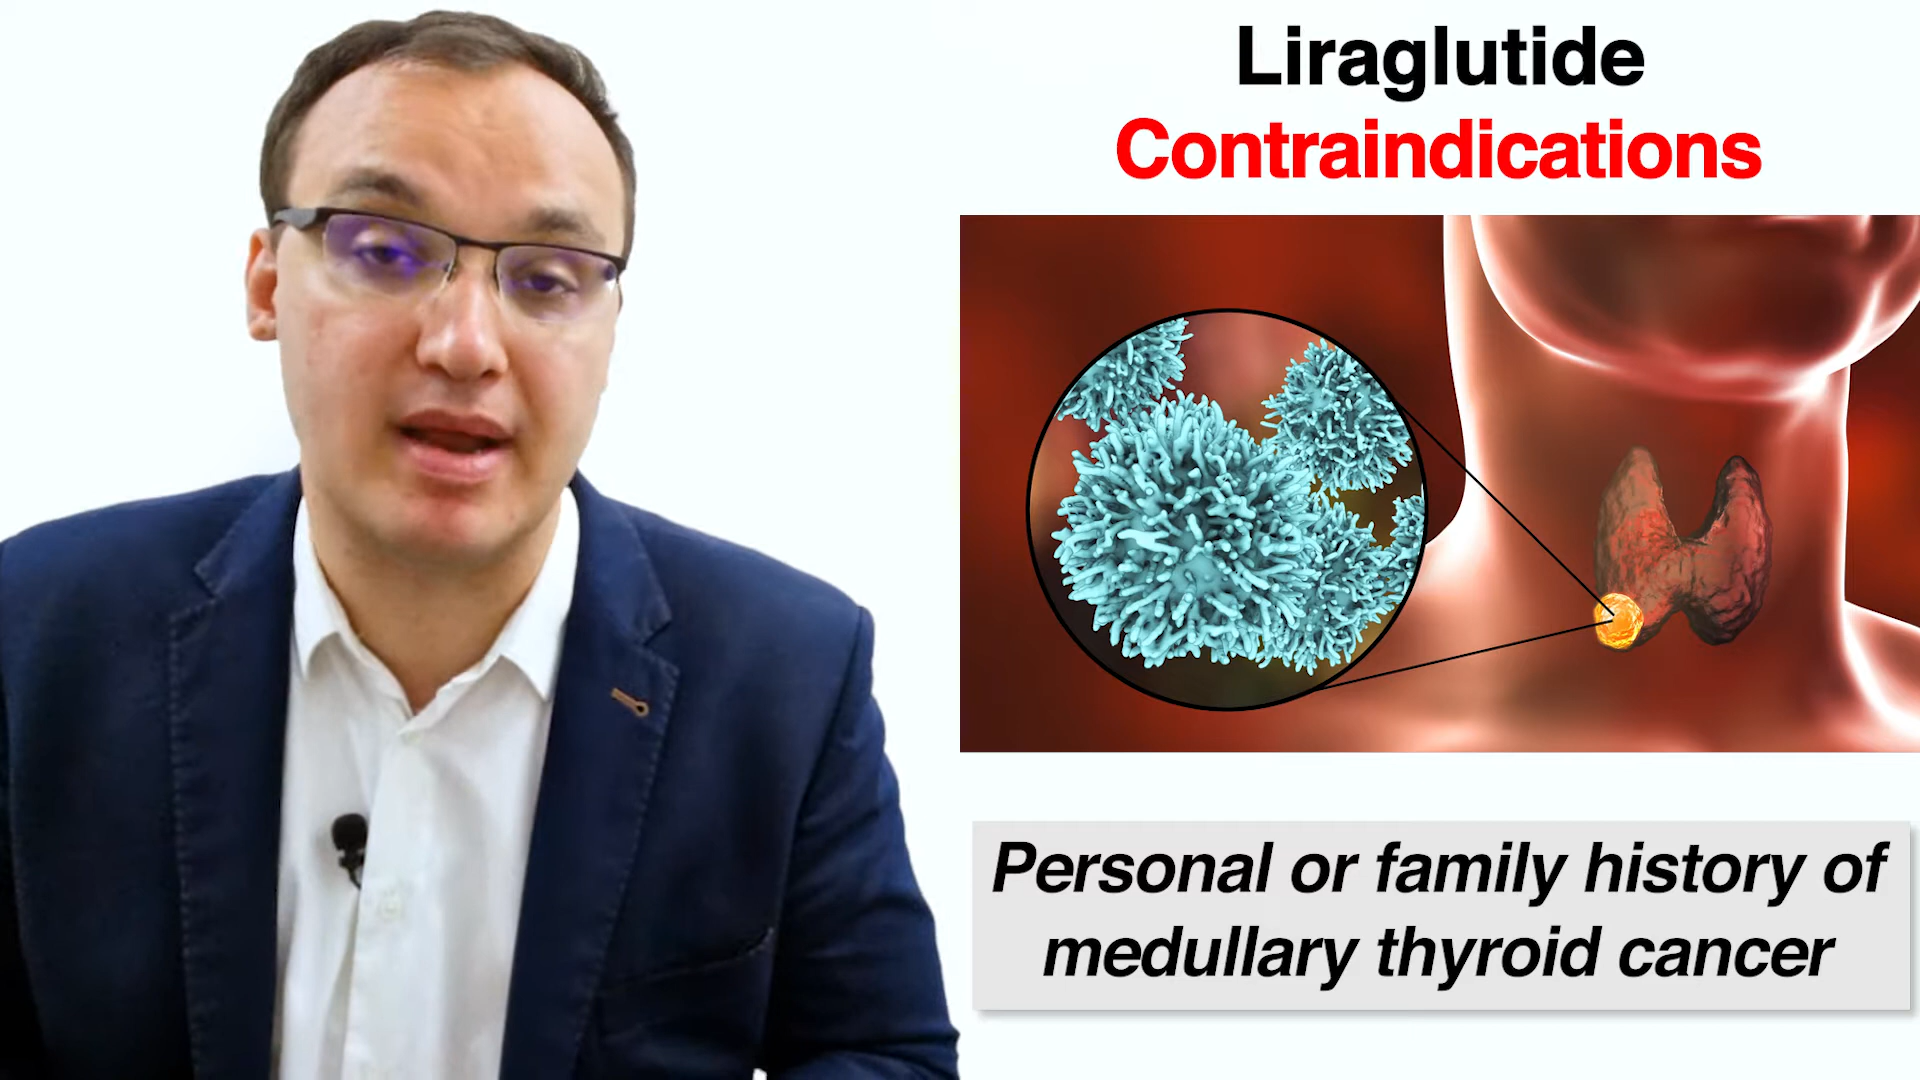 Liraglutide
Contraindications
Personal or family history of
medullary thyroid cancer